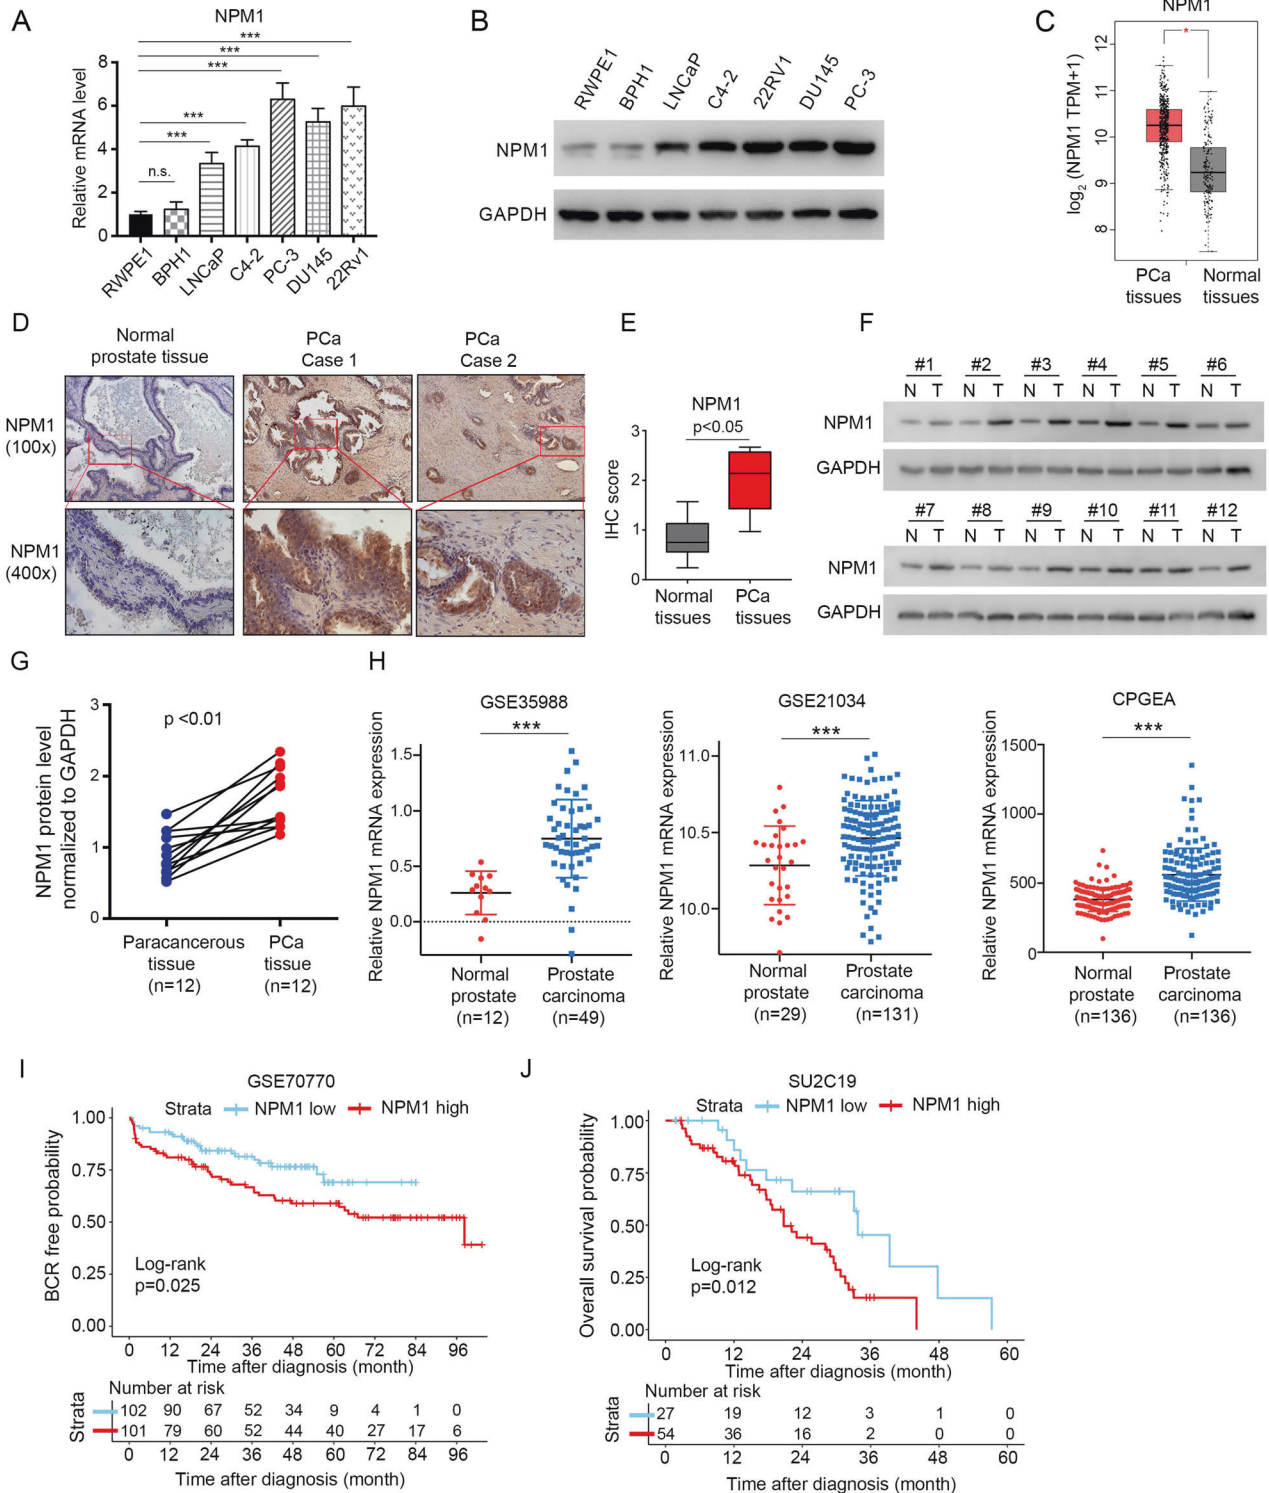 A
NPM1
***
***
***
***
***
n.s.
Relative mRNA level
8
6
4
2
0
RWPE1
BPH1
LNCaP
C4-2
PC-3
DU145
22Rv1
B
RWPE1
BPH1
LNCaP
C4-2
22RV1
DU145
PC-3
NPM1
GAPDH
C
NPM1
*
log2 (NPM1 TPM+1)
12
11
10
9
8
PCa tissues
Normal tissues
D
Normal prostate tissue
PCa Case 1
PCa Case 2
NPM1 (100x)
NPM1 (400x)
E
NPM1
p<0.05
IHC score
3
2
1
0
Normal tissues
PCa tissues
F
#1 #2 #3 #4 #5 #6
N T N T N T N T N T N T
NPM1
GAPDH
#7 #8 #9 #10 #11 #12
N T N T N T N T N T N T
NPM1
GAPDH
G
NPM1 protein level normalized to GAPDH
3
2
1
0
p <0.01
Paracancerous tissue (n=12)
PCa tissue (n=12)
H
GSE35988
***
Relative NPM1 mRNA expression
1.5
1.0
0.5
0.0
Normal prostate (n=12)
Prostate carcinoma (n=49)
GSE21034
***
Relative NPM1 mRNA expression
11.0
10.5
10.0
Normal prostate (n=29)
Prostate carcinoma (n=131)
CPGEA
***
Relative NPM1 mRNA expression
1500
1000
500
0
Normal prostate (n=136)
Prostate carcinoma (n=136)
I
GSE70770
Strata NPM1 low NPM1 high
BCR free probability
1.00
0.75
0.50
0.25
0.00
Log-rank
p=0.025
0 12 24 36 48 60 72 84 96
Time after diagnosis (month)
Number at risk
Strata
102 90 67 52 34 9 4 1 0
101 79 60 52 44 40 27 17 6
0 12 24 36 48 60 72 84 96
Time after diagnosis (month)
J
SU2C19
Strata NPM1 low NPM1 high
Overall survival probability
1.00
0.75
0.50
0.25
0.00
Log-rank
p=0.012
0 12 24 36 48 60
Time after diagnosis (month)
Number at risk
Strata
27 19 12 3 1 0
54 36 16 2 0 0
0 12 24 36 48 60
Time after diagnosis (month)